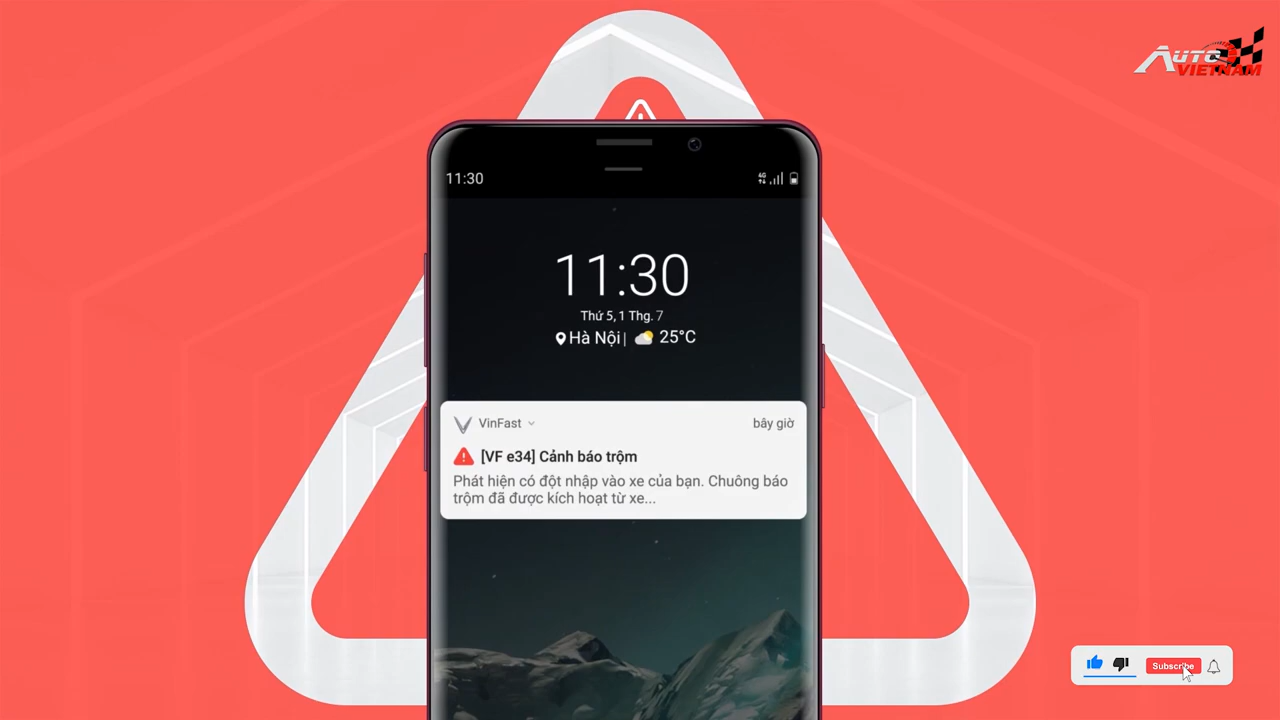 AUTO
VIETNAM
11:30
4G
11:30
Thứ 5, 1 Thg. 7
Hà Nội | 25°C
VinFast
bây giờ
[VF e34] Cảnh báo trộm
Phát hiện có đột nhập vào xe của bạn. Chuông báo
trộm đã được kích hoạt từ xe...
Subscribe